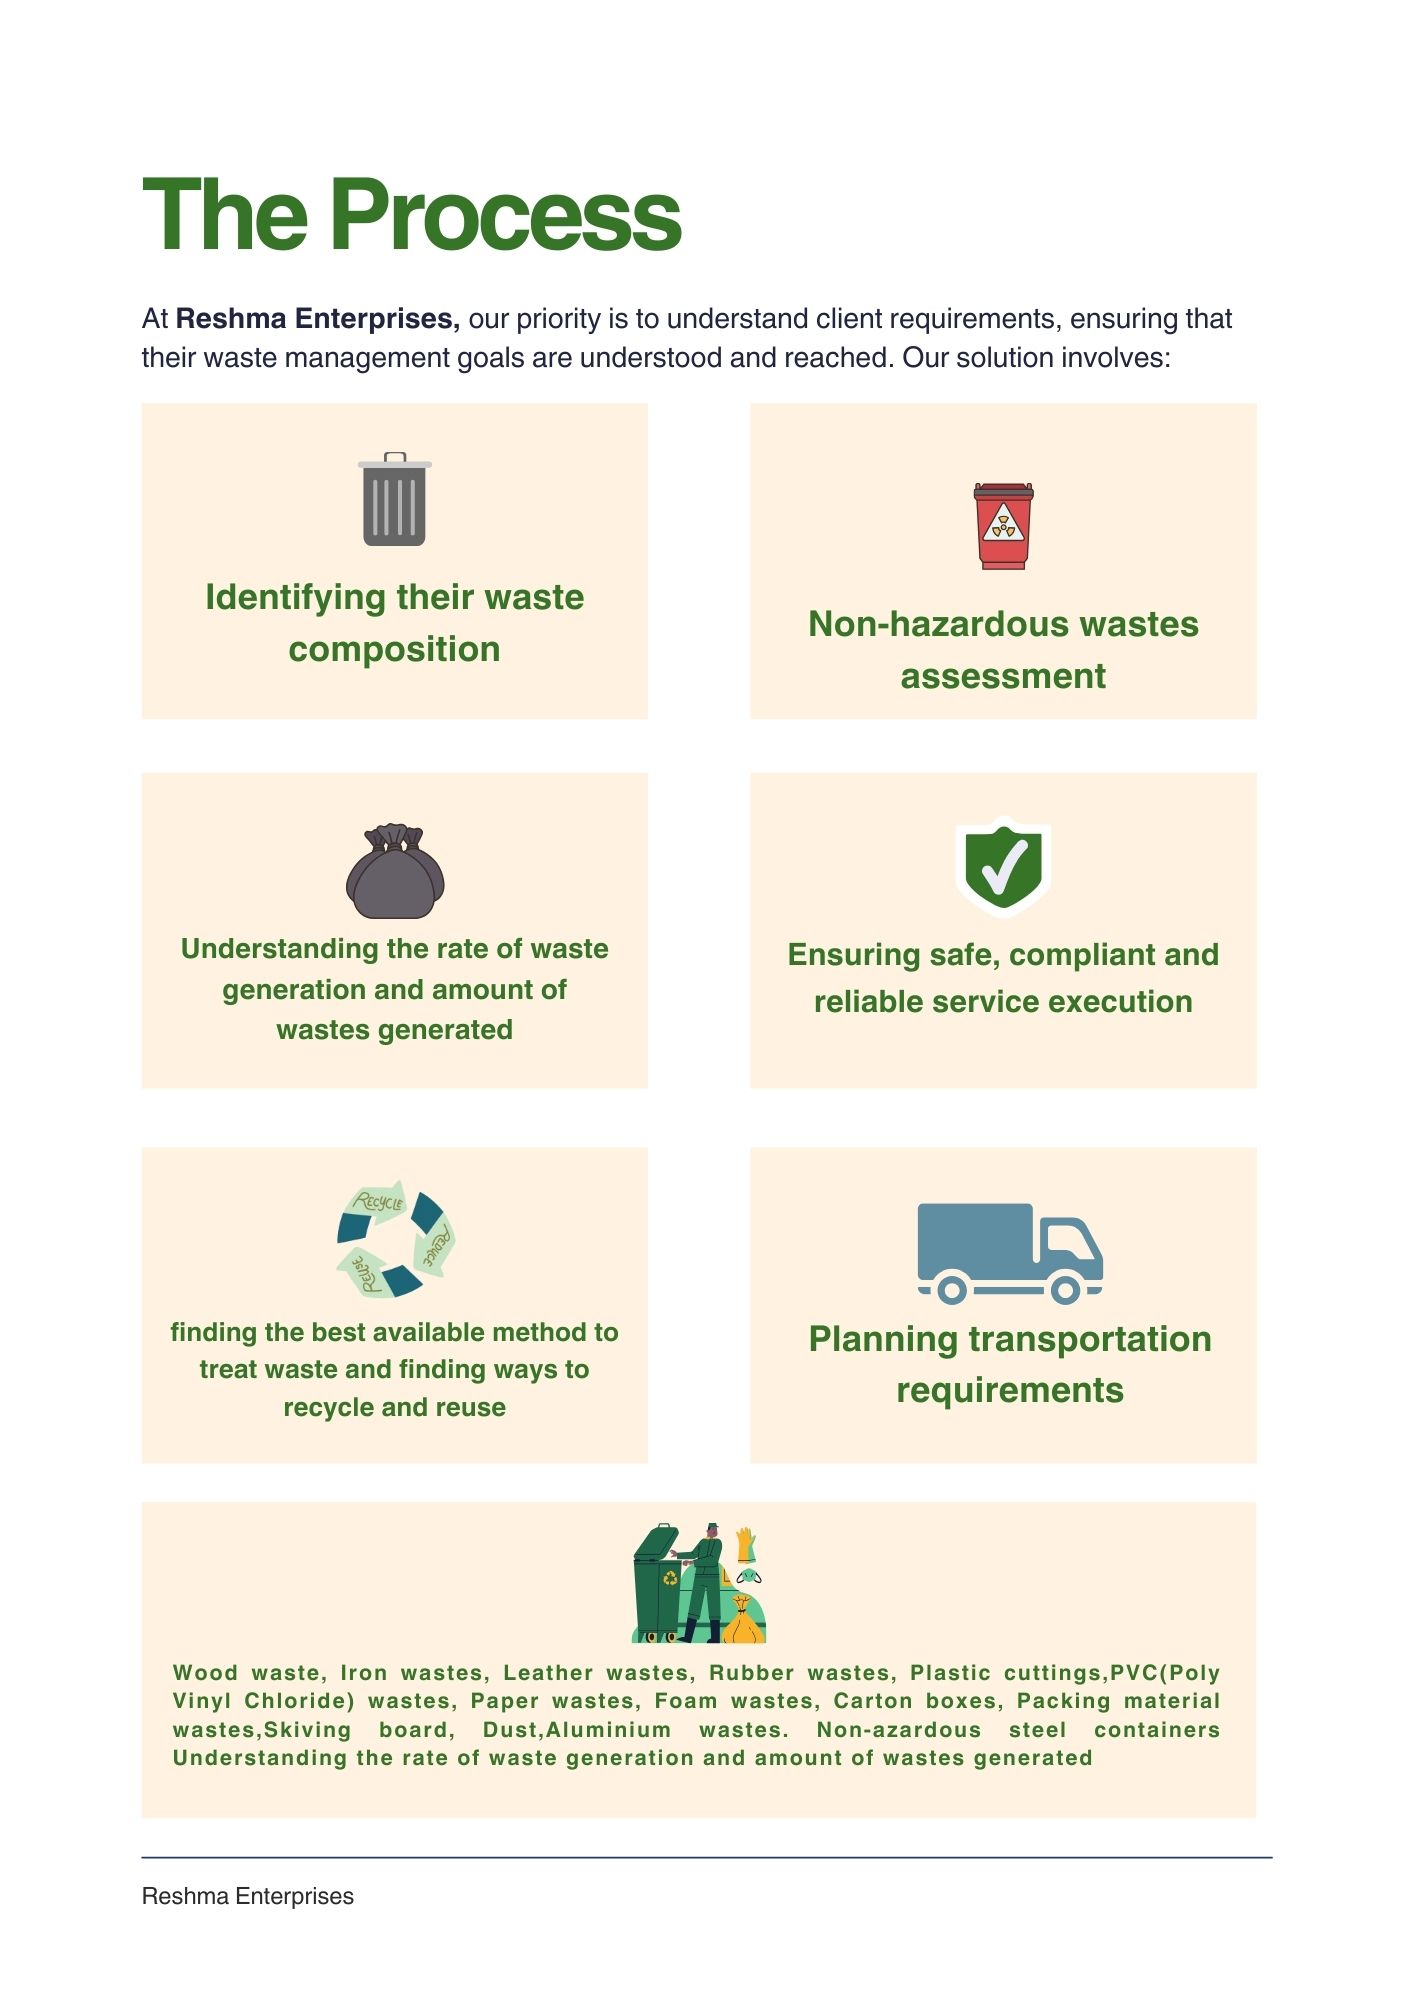 The Process
At Reshma Enterprises, our priority is to understand client requirements, ensuring that
their waste management goals are understood and reached. Our solution involves:
Identifying their waste
composition
Non-hazardous wastes
assessment
Understanding the rate of waste
generation and amount of
wastes generated
Ensuring safe, compliant and
reliable service execution
RECYCLE
REDUCE
REUSE
finding the best available method to
treat waste and finding ways to
recycle and reuse
Planning transportation
requirements
Wood waste, Iron wastes, Leather wastes, Rubber wastes, Plastic cuttings,PVC(Poly
Vinyl Chloride) wastes, Paper wastes, Foam wastes, Carton boxes, Packing material
wastes,Skiving board, Dust,Aluminium wastes. Non-azardous steel containers
Understanding the rate of waste generation and amount of wastes generated
Reshma Enterprises